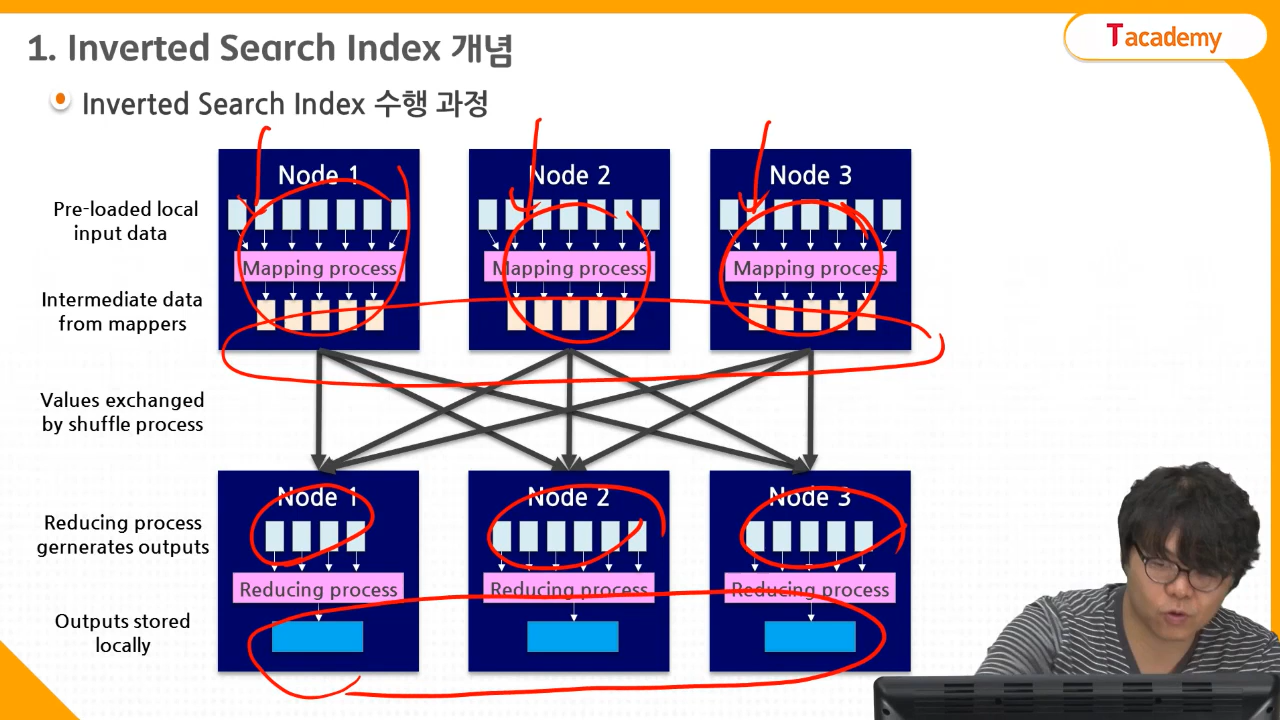 1. Inverted Search Index 개념
Tacademy
Inverted Search Index 수행 과정
Node 1
Node 2
Node 3
Pre-loaded local
input data
Mapping process
Mapping process
Mapping process
Intermediate data
from mappers
Values exchanged
by shuffle process
Node 1
Node 2
Node 3
Reducing process
gernerates outputs
Reducing process
Reducing process
Reducing process
Outputs stored
locally